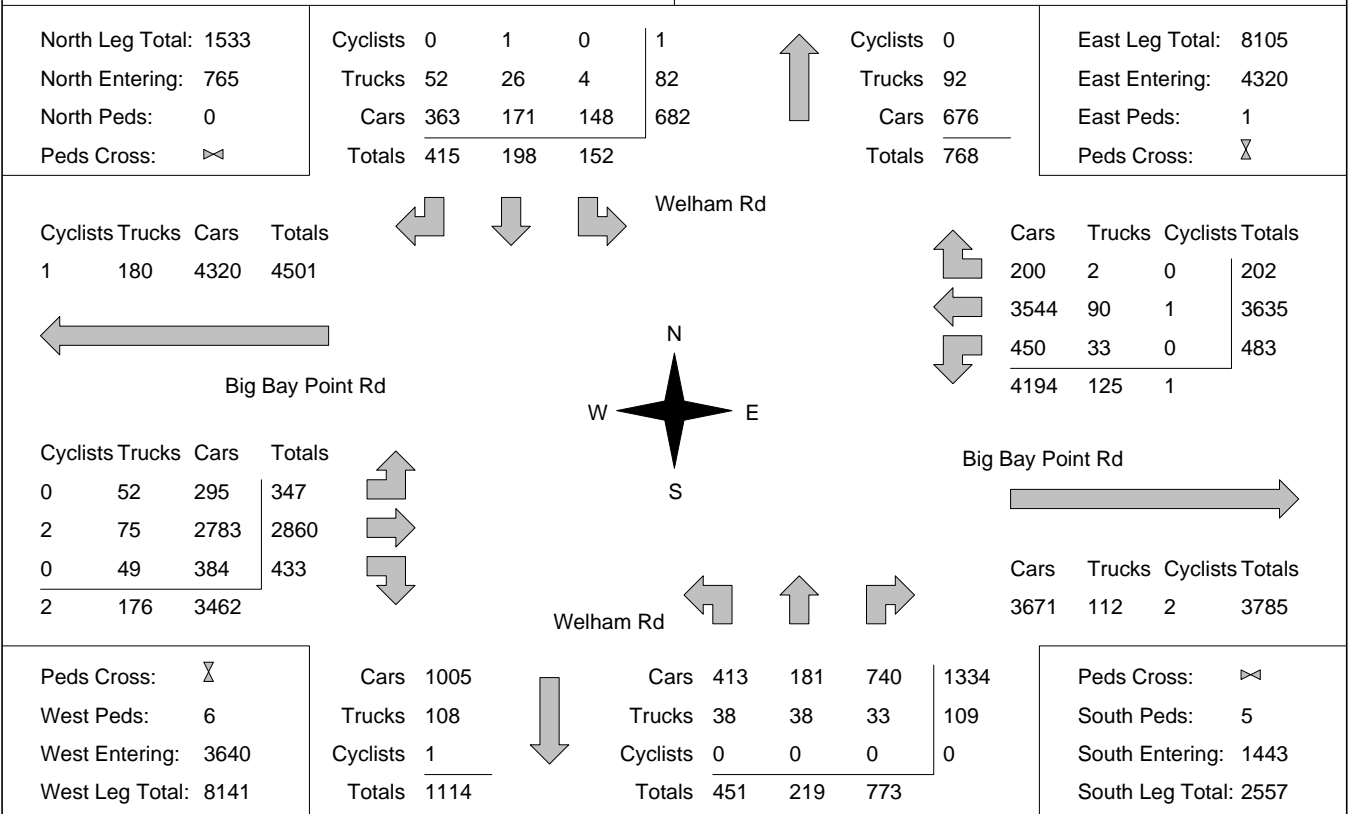 North Leg Total: 1533
North Entering: 765
North Peds: 0
Peds Cross:
Cyclists 0 1 0 1
Trucks 52 26 4 82
Cars 363 171 148 682
Totals 415 198 152
Cyclists 0
Trucks 92
Cars 676
Totals 768
East Leg Total: 8105
East Entering: 4320
East Peds: 1
Peds Cross:
Welham Rd
Cyclists Trucks Cars Totals
1 180 4320 4501
Cars Trucks Cyclists Totals
200 2 0 202
3544 90 1 3635
450 33 0 483
4194 125 1
Big Bay Point Rd
N
W E
S
Cyclists Trucks Cars Totals
0 52 295 347
2 75 2783 2860
0 49 384 433
2 176 3462
Big Bay Point Rd
Cars Trucks Cyclists Totals
3671 112 2 3785
Welham Rd
Peds Cross:
West Peds: 6
West Entering: 3640
West Leg Total: 8141
Cars 1005
Trucks 108
Cyclists 1
Totals 1114
Cars 413 181 740 1334
Trucks 38 38 33 109
Cyclists 0 0 0 0
Totals 451 219 773
Peds Cross:
South Peds: 5
South Entering: 1443
South Leg Total: 2557